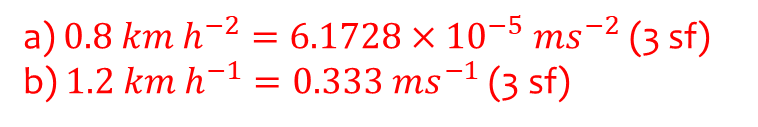 a) 0.8 km h⁻² = 6.1728 × 10⁻⁵ ms⁻² (3 sf)
b) 1.2 km h⁻¹ = 0.333 ms⁻¹ (3 sf)